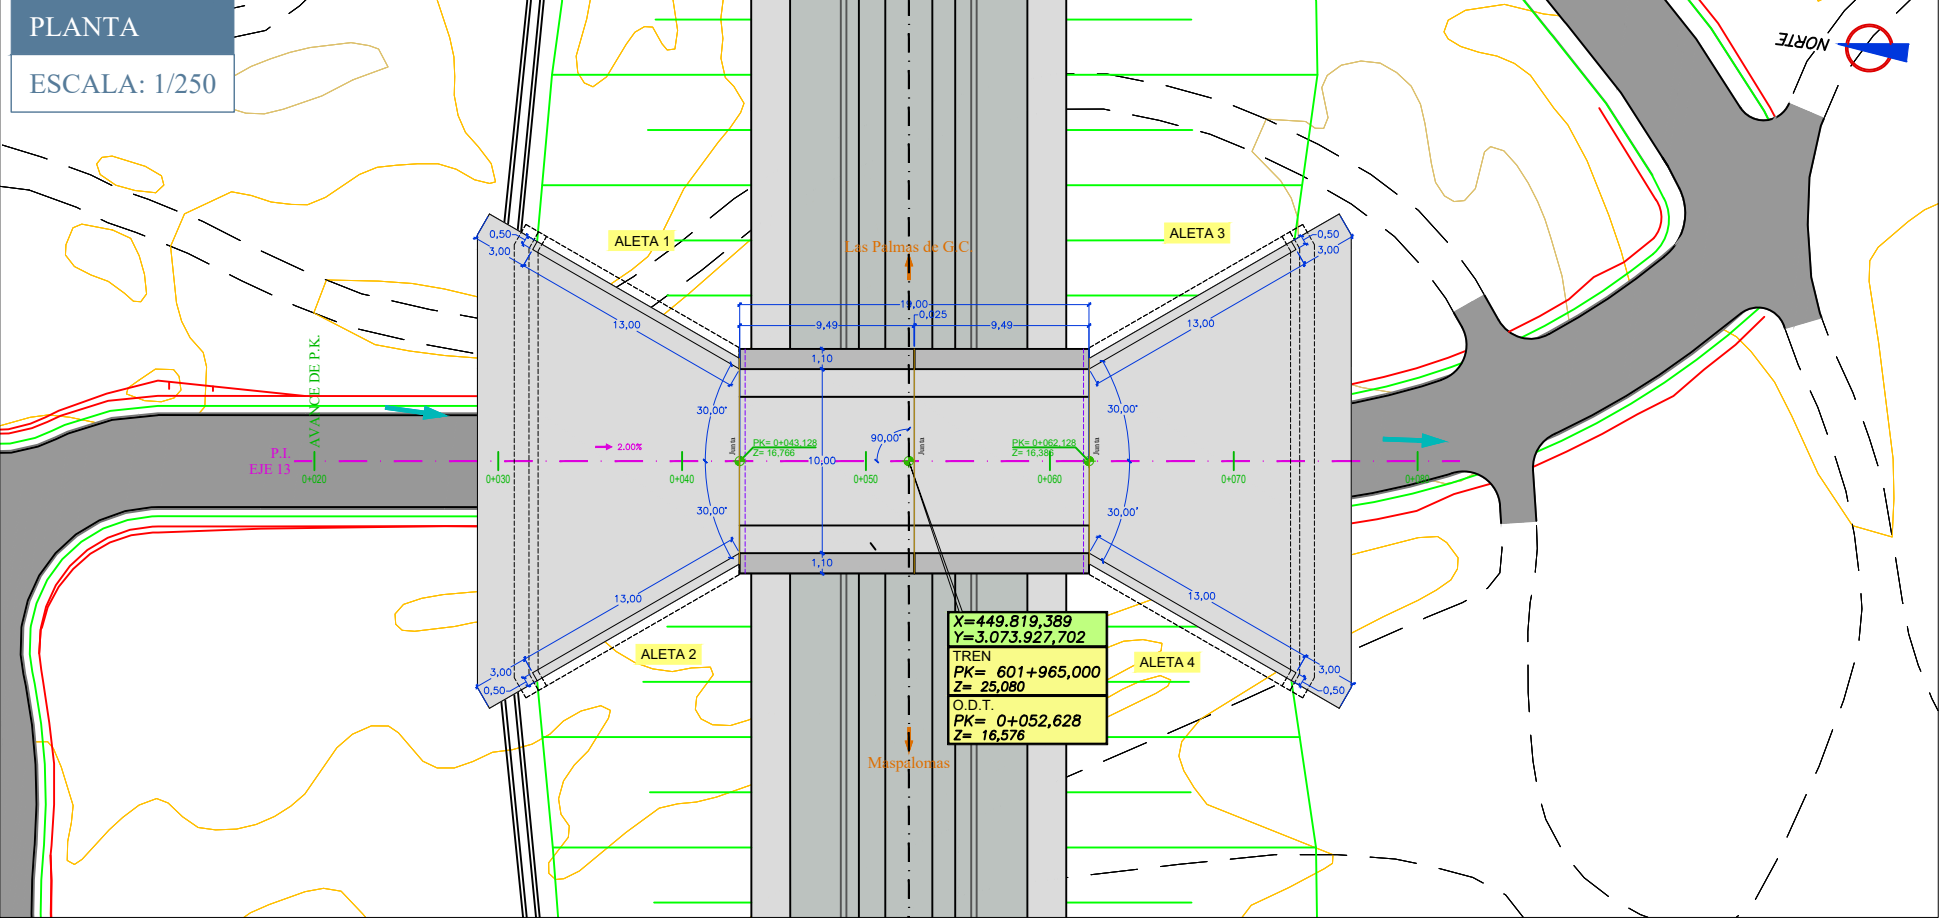 PLANTA
ESCALA: 1/250
NORTE
ALETA 1
ALETA 3
Las Palmas de G.C.
0,50
3,00
0,50
3,00
19,00
0,025
9,49
9,49
13,00
13,00
1,10
AVANCE DE P.K.
30,00°
30,00°
90,00°
P.I.
EJE 13
2.00%
Junta
PK= 0+043,128
Z= 16,766
Junta
PK= 0+062,128
Z= 16,386
Junta
10,00
0+020
0+030
0+040
0+050
0+060
0+070
30,00°
30,00°
1,10
13,00
13,00
ALETA 2
ALETA 4
3,00
0,50
3,00
0,50
X=449.819,389
Y=3.073.927,702
TREN
PK= 601+965,000
Z= 25,080
O.D.T.
PK= 0+052,628
Z= 16,576
Maspalomas